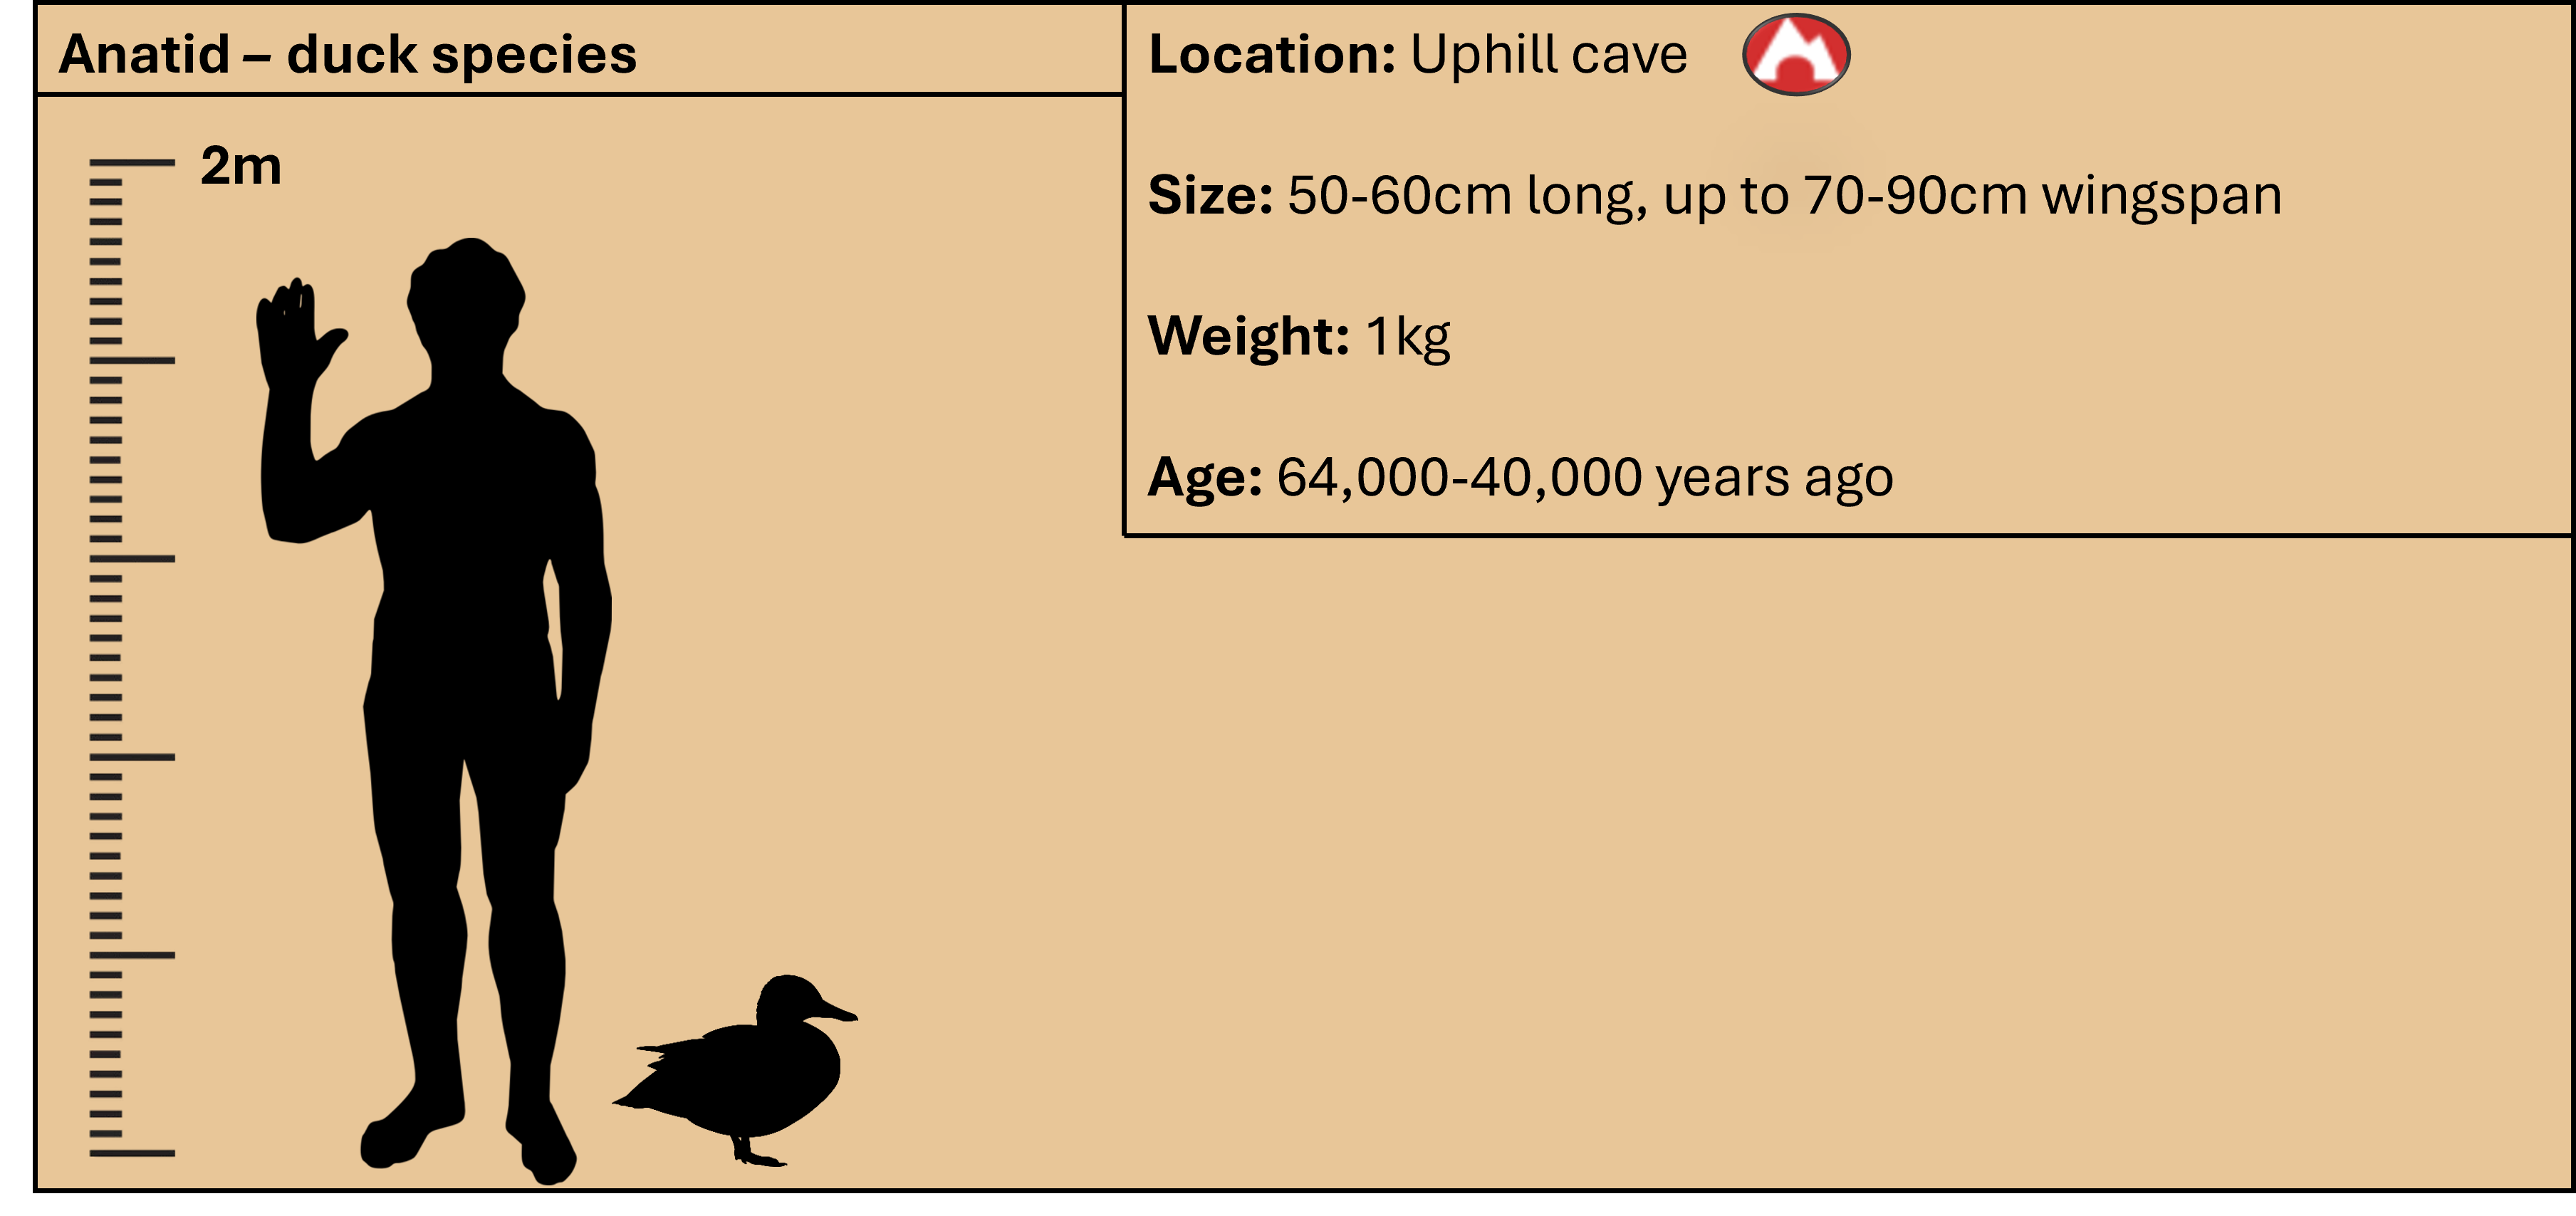 Anatid – duck species
2m
Location: Uphill cave
Size: 50-60cm long, up to 70-90cm wingspan
Weight: 1kg
Age: 64,000-40,000 years ago